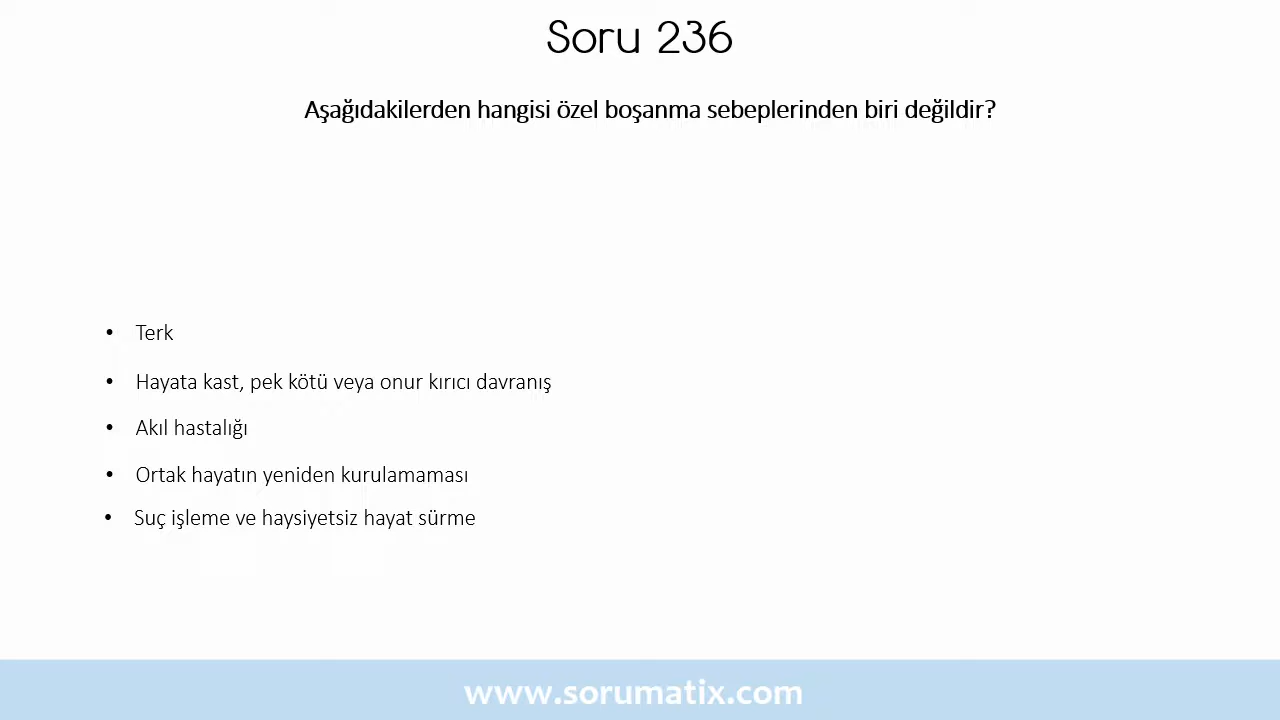 Soru 236
Aşağıdakilerden hangisi özel boşanma sebeplerinden biri değildir?
• Terk
• Hayata kast, pek kötü veya onur kırıcı davranış
• Akıl hastalığı
• Ortak hayatın yeniden kurulamaması
• Suç işleme ve haysiyetsiz hayat sürme
www.sorumatix.com